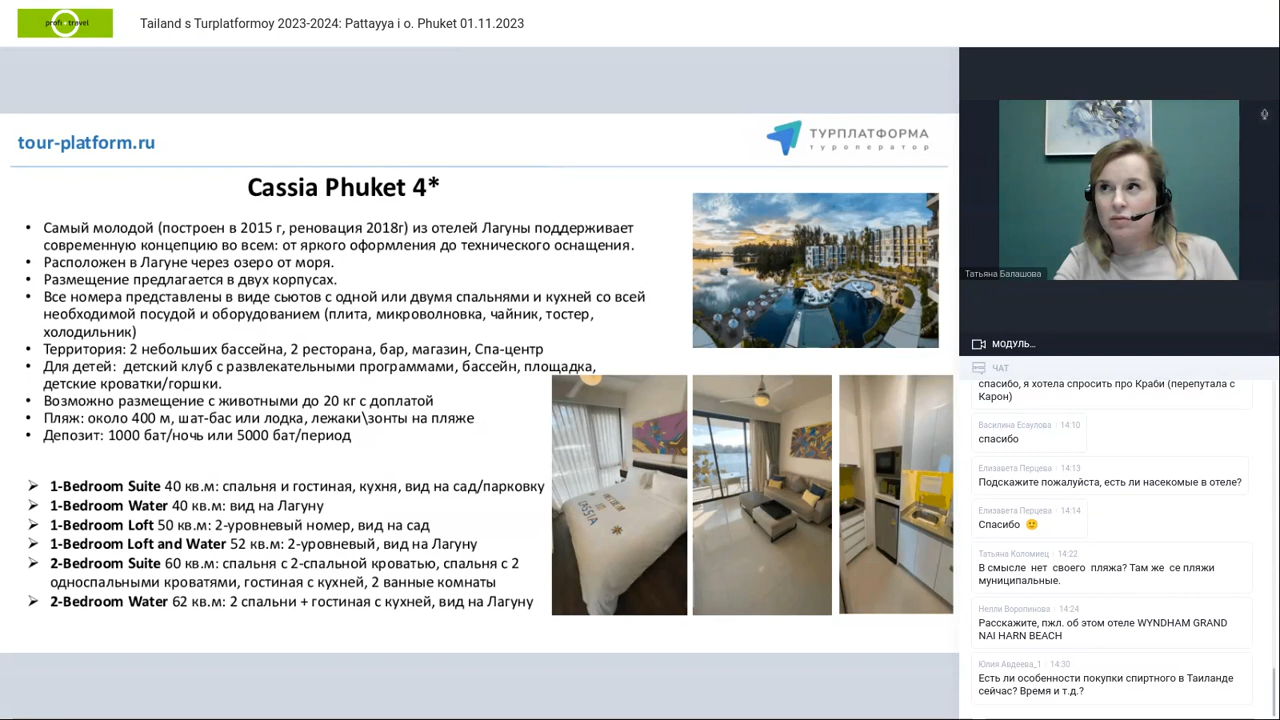 profi travel
Tailand s Turplatformoy 2023-2024: Pattayya i o. Phuket 01.11.2023
tour-platform.ru
ТУРПЛАТФОРМА
туроператор
Cassia Phuket 4*
• Самый молодой (построен в 2015 г, реновация 2018г) из отелей Лагуны поддерживает
современную концепцию во всем: от яркого оформления до технического оснащения.
• Расположен в Лагуне через озеро от моря.
• Размещение предлагается в двух корпусах.
• Все номера представлены в виде сьютов с одной или двумя спальнями и кухней со всей
необходимой посудой и оборудованием (плита, микроволновка, чайник, тостер,
холодильник)
• Территория: 2 небольших бассейна, 2 ресторана, бар, магазин, Спа-центр
• Для детей: детский клуб с развлекательными программами, бассейн, площадка,
детские кроватки/горшки.
• Возможно размещение с животными до 20 кг с доплатой
• Пляж: около 400 м, шат-бас или лодка, лежаки\зонты на пляже
• Депозит: 1000 бат/ночь или 5000 бат/период
➢ 1-Bedroom Suite 40 кв.м: спальня и гостиная, кухня, вид на сад/парковку
➢ 1-Bedroom Water 40 кв.м: вид на Лагуну
➢ 1-Bedroom Loft 50 кв.м: 2-уровневый номер, вид на сад
➢ 1-Bedroom Loft and Water 52 кв.м: 2-уровневый, вид на Лагуну
➢ 2-Bedroom Suite 60 кв.м: спальня с 2-спальной кроватью, спальня с 2
односпальными кроватями, гостиная с кухней, 2 ванные комнаты
➢ 2-Bedroom Water 62 кв.м: 2 спальни + гостиная с кухней, вид на Лагуну
CASSIA
Татьяна Балашова
МОДУЛЬ...
ЧАТ
спасибо, я хотела спросить про Краби (перепутала с
Карон)
Василина Есаулова 14:10
спасибо
Елизавета Перцева 14:13
Подскажите пожалуйста, есть ли насекомые в отеле?
Елизавета Перцева 14:14
Спасибо 🙂
Татьяна Коломиец 14:22
В смысле нет своего пляжа? Там же се пляжи
муниципальные.
Нелли Воропинова 14:24
Расскажите, пжл. об этом отеле WYNDHAM GRAND
NAI HARN BEACH
Юлия Авдеева_1 14:30
Есть ли особенности покупки спиртного в Таиланде
сейчас? Время и т.д.?